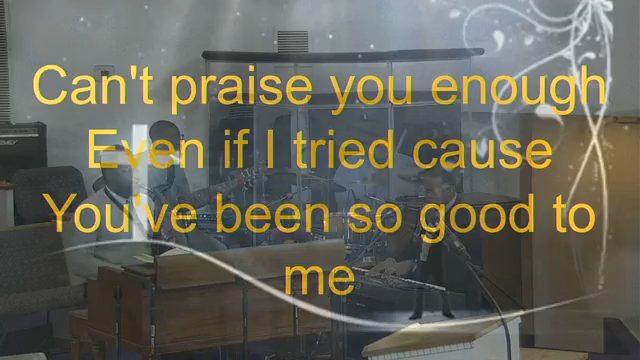 Can't praise you enough
Even if I tried cause
You've been so good to
me